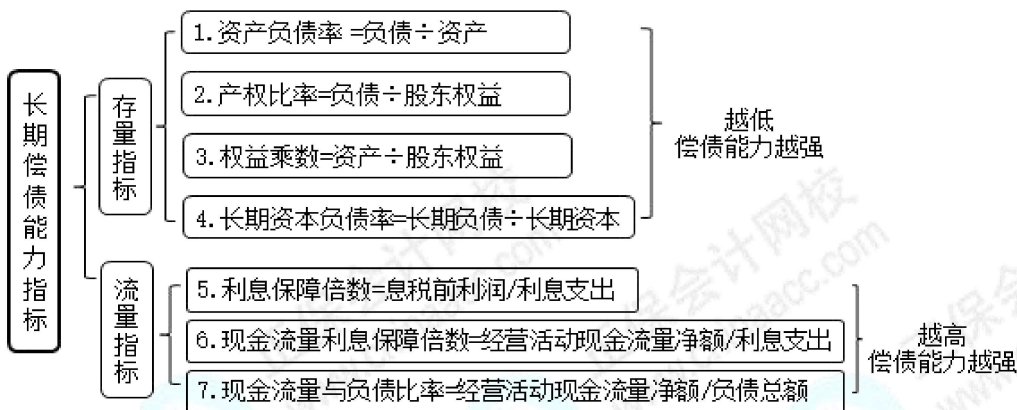 长期偿债能力指标
存量指标
1.资产负债率 =负债÷资产
2.产权比率=负债÷股东权益
3.权益乘数=资产÷股东权益
4.长期资本负债率=长期负债÷长期资本
越低
偿债能力越强
流量指标
5.利息保障倍数=息税前利润/利息支出
6.现金流量利息保障倍数=经营活动现金流量净额/利息支出
7.现金流量与负债比率=经营活动现金流量净额/负债总额
越高
偿债能力越强